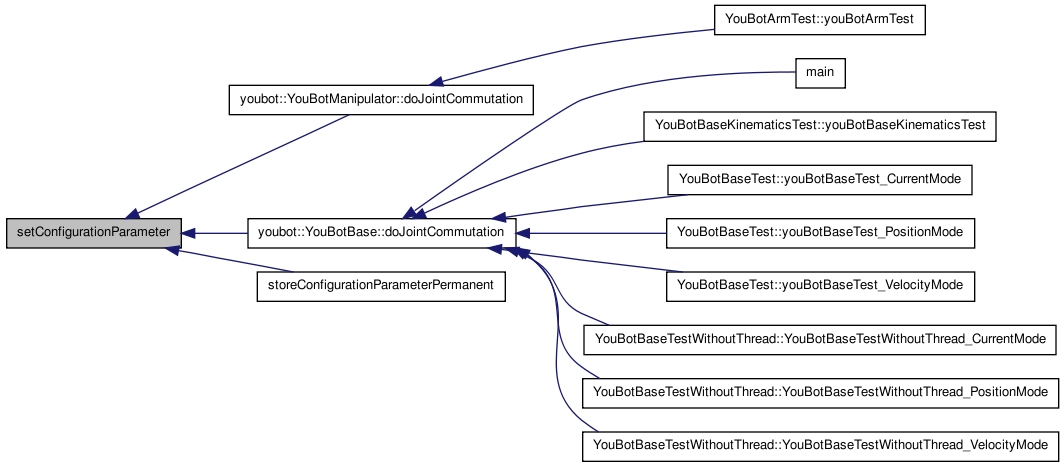 YouBotArmTest::youBotArmTest
main
youbot::YouBotManipulator::doJointCommutation
YouBotBaseKinematicsTest::youBotBaseKinematicsTest
YouBotBaseTest::youBotBaseTest_CurrentMode
setConfigurationParameter
youbot::YouBotBase::doJointCommutation
YouBotBaseTest::youBotBaseTest_PositionMode
storeConfigurationParameterPermanent
YouBotBaseTest::youBotBaseTest_VelocityMode
YouBotBaseTestWithoutThread::YouBotBaseTestWithoutThread_CurrentMode
YouBotBaseTestWithoutThread::YouBotBaseTestWithoutThread_PositionMode
YouBotBaseTestWithoutThread::YouBotBaseTestWithoutThread_VelocityMode